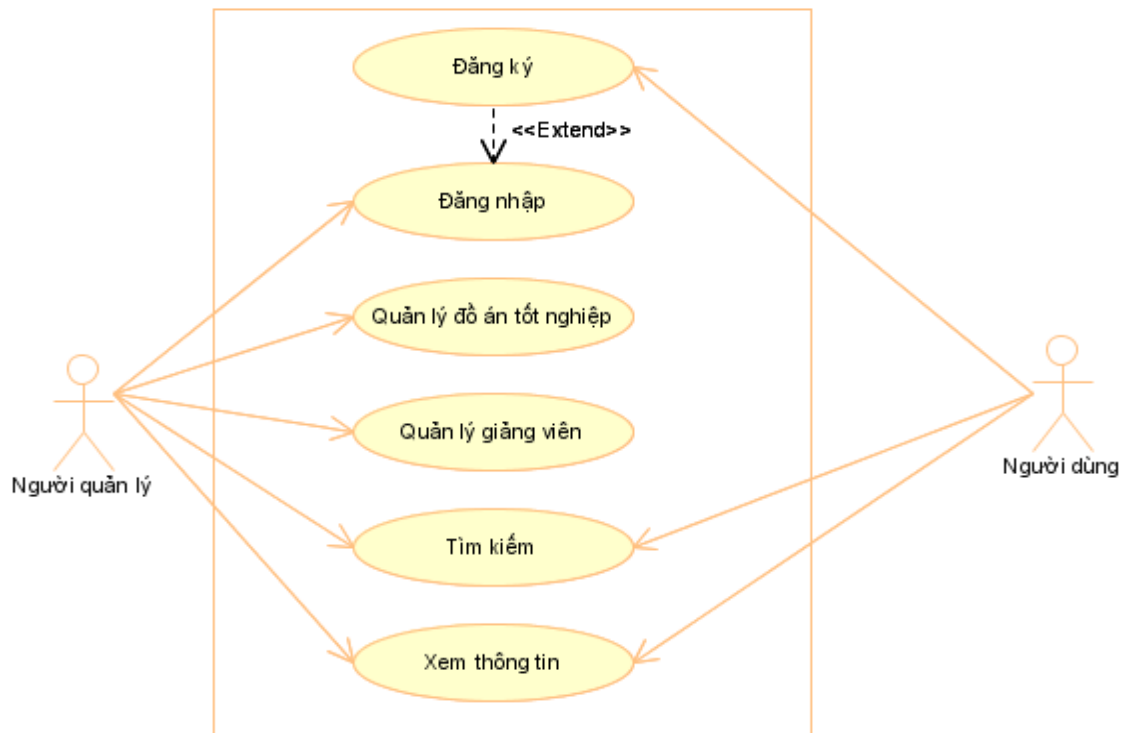 Đăng ký
<<Extend>>
Đăng nhập
Quản lý đồ án tốt nghiệp
Quản lý giảng viên
Người quản lý
Người dùng
Tìm kiếm
Xem thông tin